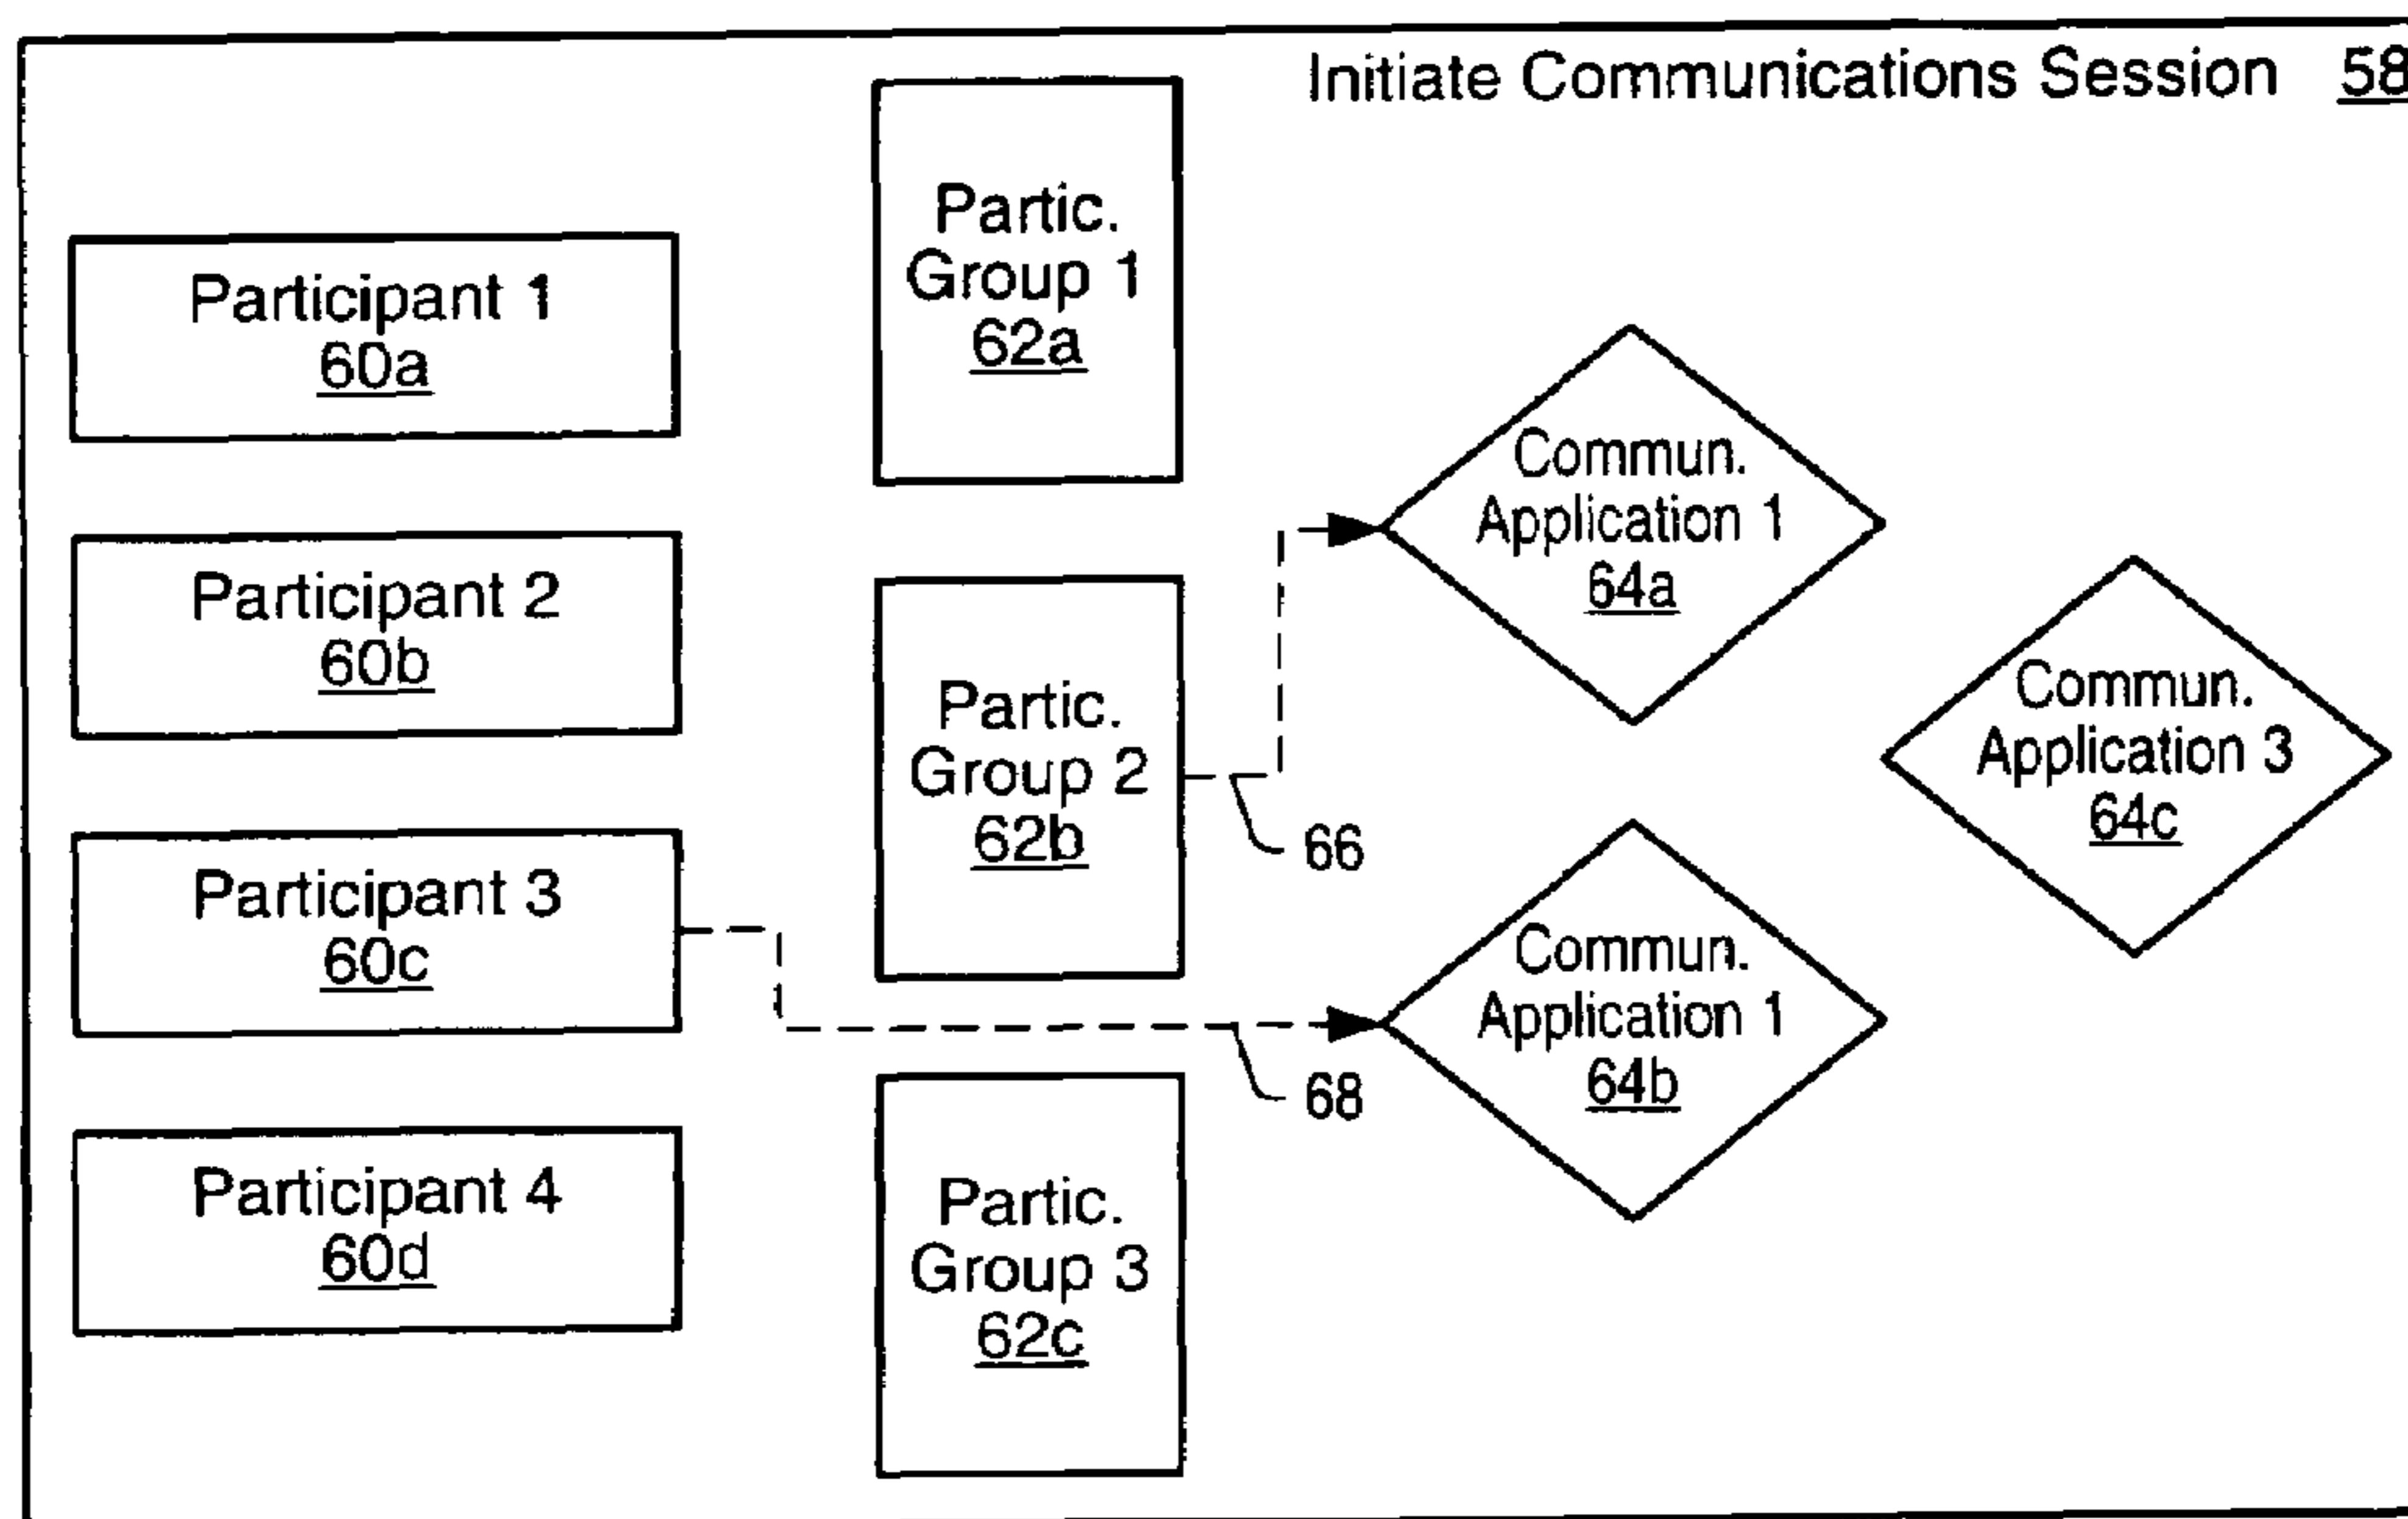 Initiate Communications Session 58
Participant 1
60a
Participant 2
60b
Participant 3
60c
Participant 4
60d
Partic.
Group 1
62a
Partic.
Group 2
62b
Partic.
Group 3
62c
66
68
Commun.
Application 1
64a
Commun.
Application 1
64b
Commun.
Application 3
64c